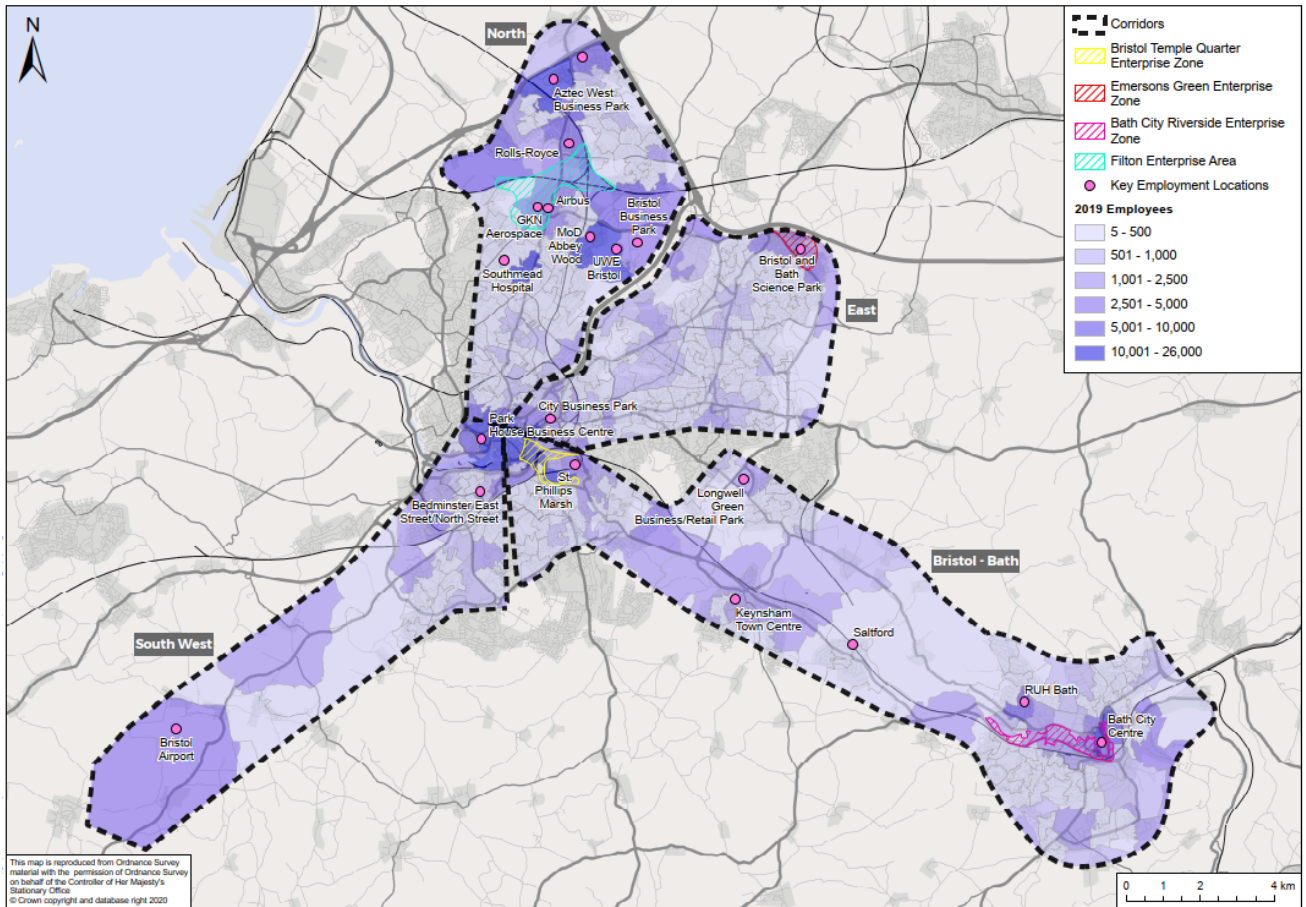 N
North
Aztec West
Business Park
Rolls-Royce
Airbus
GKN
Aerospace
Bristol
Business
Park
MoD
Abbey
Wood
UWE
Bristol
Southmead
Hospital
Bristol and
Bath
Science Park
East
City Business Park
Park
House Business Centre
St.
Phillips
Marsh
Bedminster East
Street/North Street
Longwell
Green
Business/Retail Park
Bristol - Bath
Keynsham
Town Centre
Saltford
South West
RUH Bath
Bath City
Centre
Bristol
Airport
Corridors
Bristol Temple Quarter
Enterprise Zone
Emersons Green Enterprise
Zone
Bath City Riverside Enterprise
Zone
Filton Enterprise Area
Key Employment Locations
2019 Employees
5 - 500
501 - 1,000
1,001 - 2,500
2,501 - 5,000
5,001 - 10,000
10,001 - 26,000
This map is reproduced from Ordnance Survey
material with the permission of Ordnance Survey
on behalf of the Controller of Her Majesty's
Stationary Office
© Crown copyright and database right 2020
0 1 2 4 km